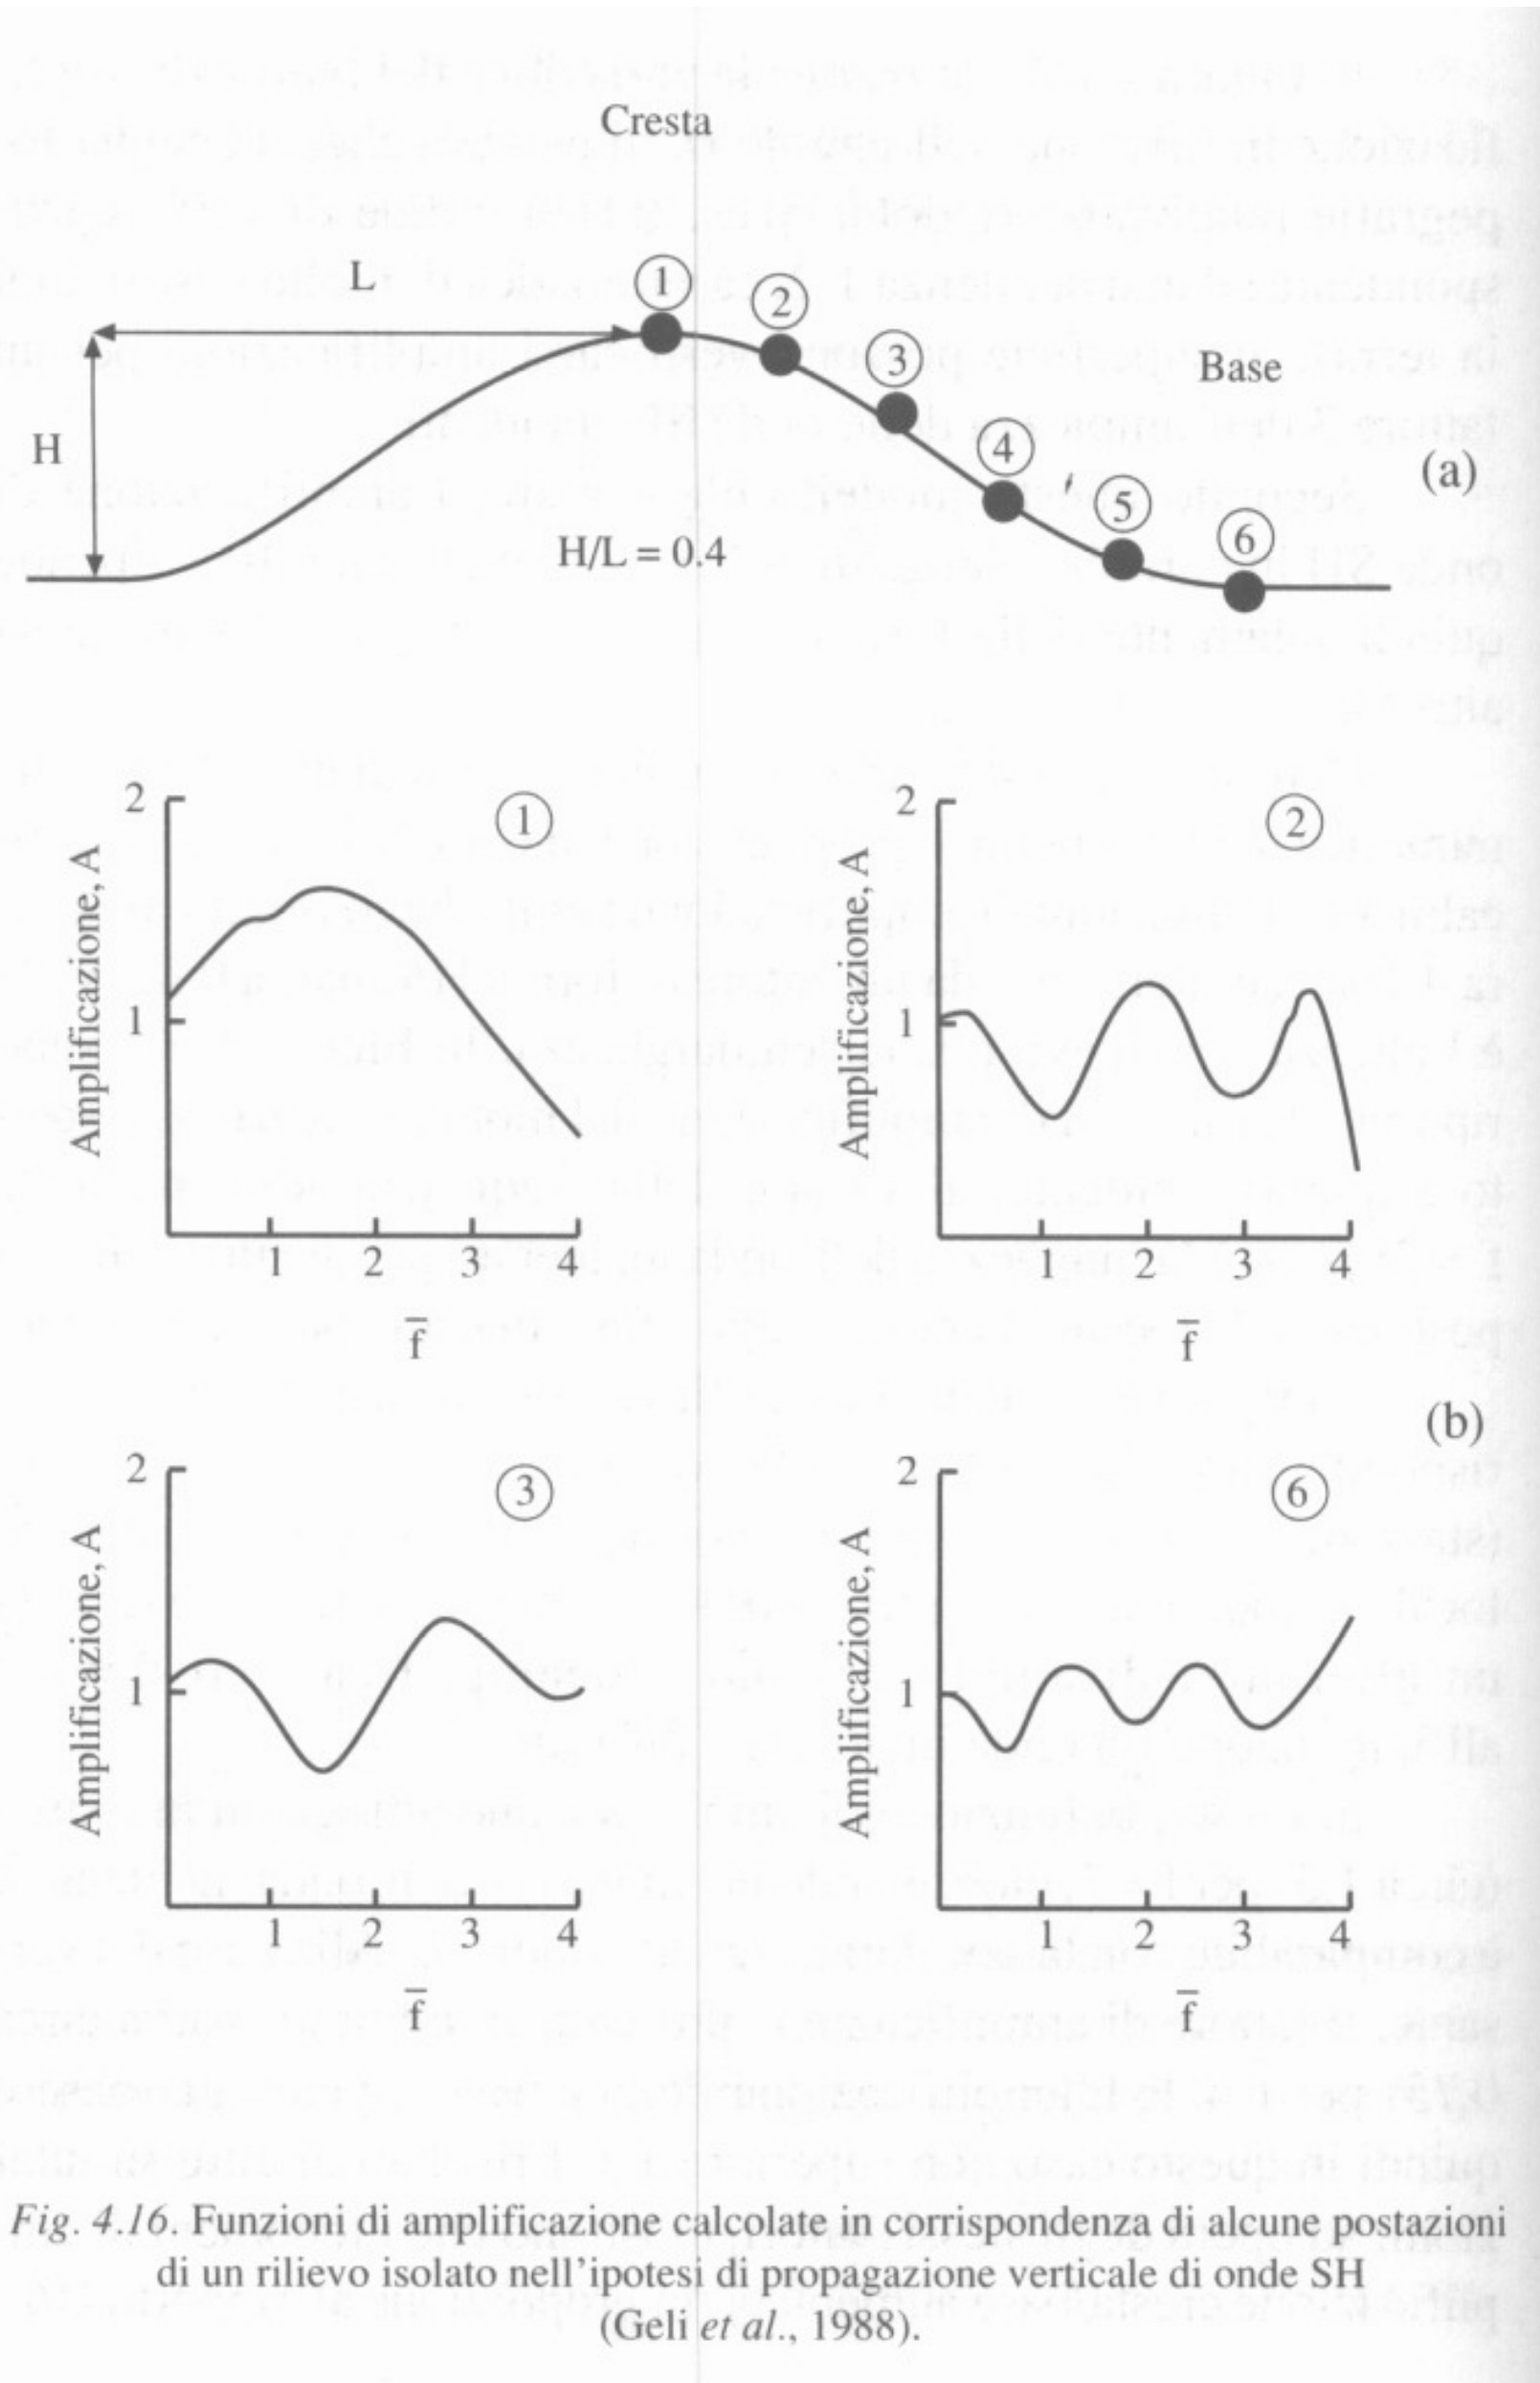 Cresta
L
1
2
3
Base
H
4
(a)
5
H/L = 0.4
6
2
1
Amplificazione, A
1
1 2 3 4
f̅
2
2
Amplificazione, A
1
1 2 3 4
f̅
(b)
2
3
Amplificazione, A
1
1 2 3 4
f̅
2
6
Amplificazione, A
1
1 2 3 4
f̅
Fig. 4.16. Funzioni di amplificazione calcolate in corrispondenza di alcune postazioni
di un rilievo isolato nell'ipotesi di propagazione verticale di onde SH
(Geli et al., 1988).